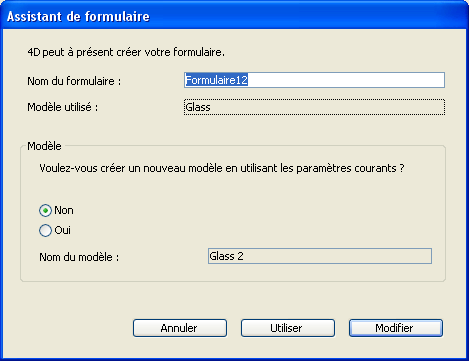 Assistant de formulaire
4D peut à présent créer votre formulaire.
Nom du formulaire : Formulaire12
Modèle utilisé : Glass
Modèle
Voulez-vous créer un nouveau modèle en utilisant les paramètres courants ?
Non
Oui
Nom du modèle : Glass 2
Annuler Utiliser Modifier